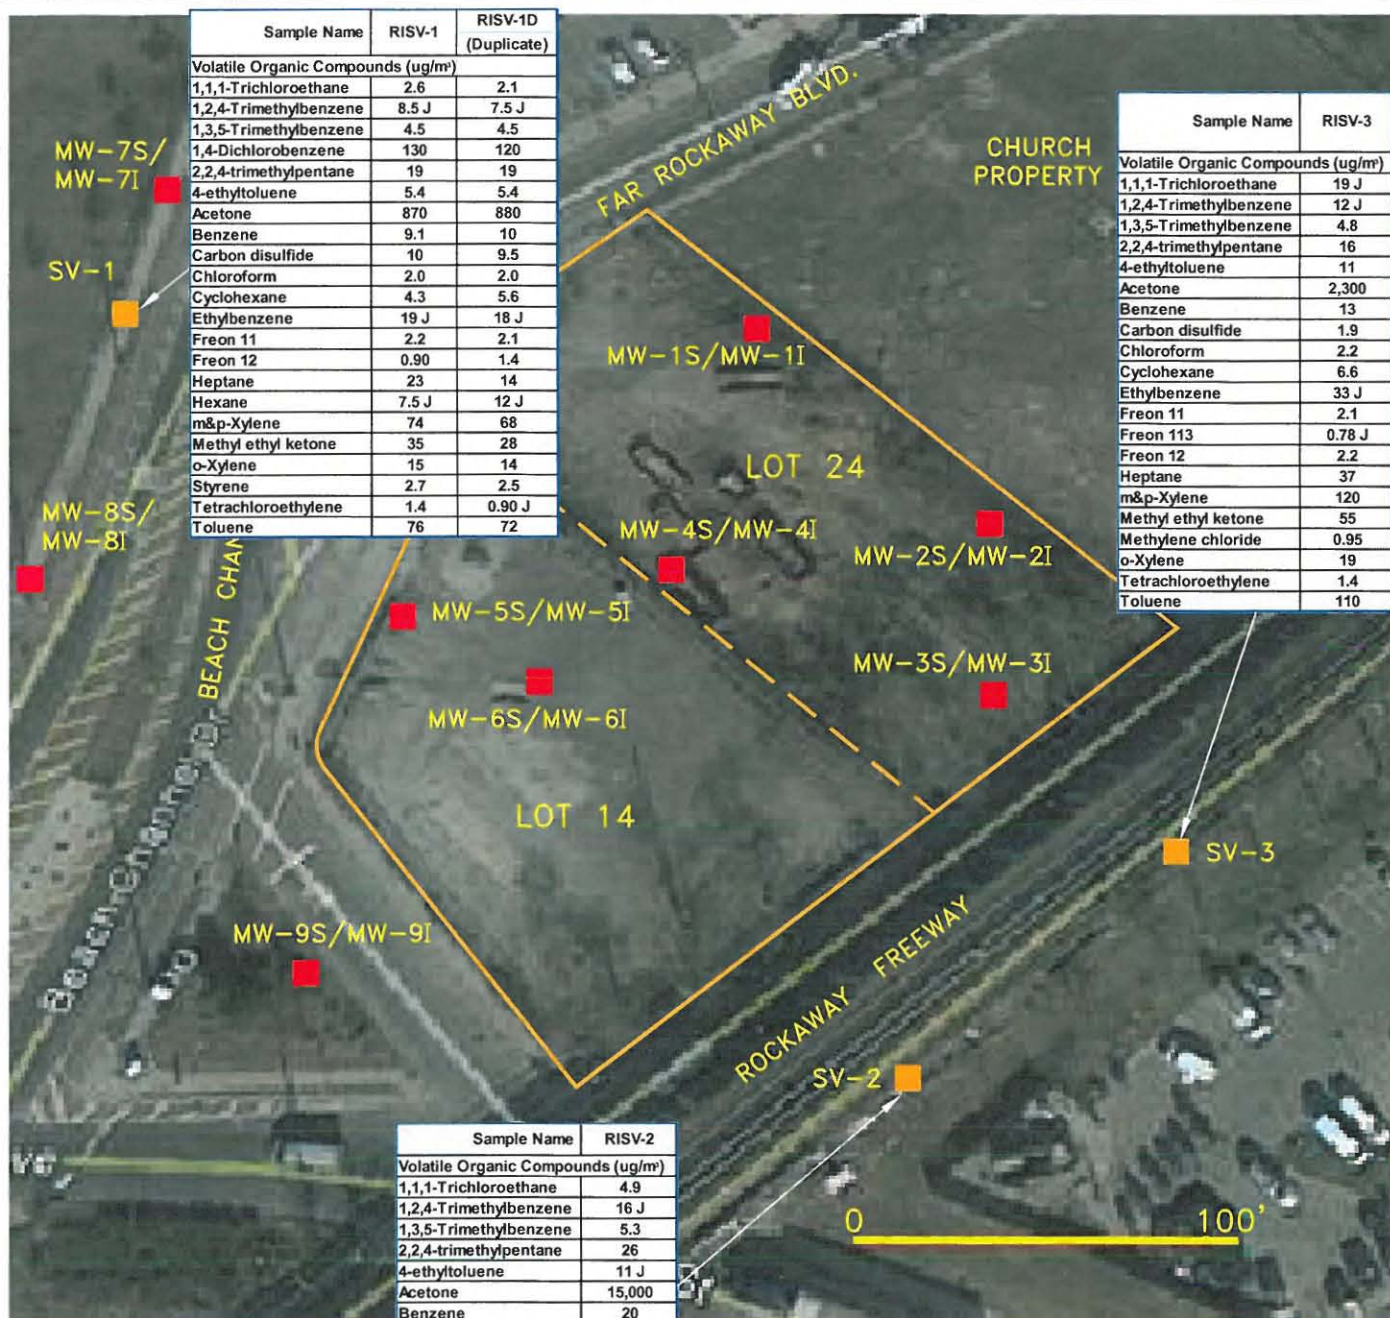 Sample Name RISV-1 RISV-1D (Duplicate)
Volatile Organic Compounds (ug/m³)
1,1,1-Trichloroethane 2.6 2.1
1,2,4-Trimethylbenzene 8.5 J 7.5 J
1,3,5-Trimethylbenzene 4.5 4.5
1,4-Dichlorobenzene 130 120
2,2,4-trimethylpentane 19 19
4-ethyltoluene 5.4 5.4
Acetone 870 880
Benzene 9.1 10
Carbon disulfide 10 9.5
Chloroform 2.0 2.0
Cyclohexane 4.3 5.6
Ethylbenzene 19 J 18 J
Freon 11 2.2 2.1
Freon 12 0.90 1.4
Heptane 23 14
Hexane 7.5 J 12 J
m&p-Xylene 74 68
Methyl ethyl ketone 35 28
o-Xylene 15 14
Styrene 2.7 2.5
Tetrachloroethylene 1.4 0.90 J
Toluene 76 72
Sample Name RISV-3
Volatile Organic Compounds (ug/m³)
1,1,1-Trichloroethane 19 J
1,2,4-Trimethylbenzene 12 J
1,3,5-Trimethylbenzene 4.8
2,2,4-trimethylpentane 16
4-ethyltoluene 11
Acetone 2,300
Benzene 13
Carbon disulfide 1.9
Chloroform 2.2
Cyclohexane 6.6
Ethylbenzene 33 J
Freon 11 2.1
Freon 113 0.78 J
Freon 12 2.2
Heptane 37
m&p-Xylene 120
Methyl ethyl ketone 55
Methylene chloride 0.95
o-Xylene 19
Tetrachloroethylene 1.4
Toluene 110
FAR ROCKAWAY BLVD.
CHURCH
PROPERTY
MW-7S/
MW-7I
SV-1
MW-1S/MW-1I
LOT 24
MW-8S/
MW-8I
MW-4S/MW-4I
MW-2S/MW-2I
BEACH CHAN
MW-5S/MW-5I
MW-3S/MW-3I
MW-6S/MW-6I
LOT 14
SV-3
MW-9S/MW-9I
ROCKAWAY FREEWAY
SV-2
Sample Name RISV-2
Volatile Organic Compounds (ug/m³)
1,1,1-Trichloroethane 4.9
1,2,4-Trimethylbenzene 16 J
1,3,5-Trimethylbenzene 5.3
2,2,4-trimethylpentane 26
4-ethyltoluene 11 J
Acetone 15,000
Benzene 20
0 100'